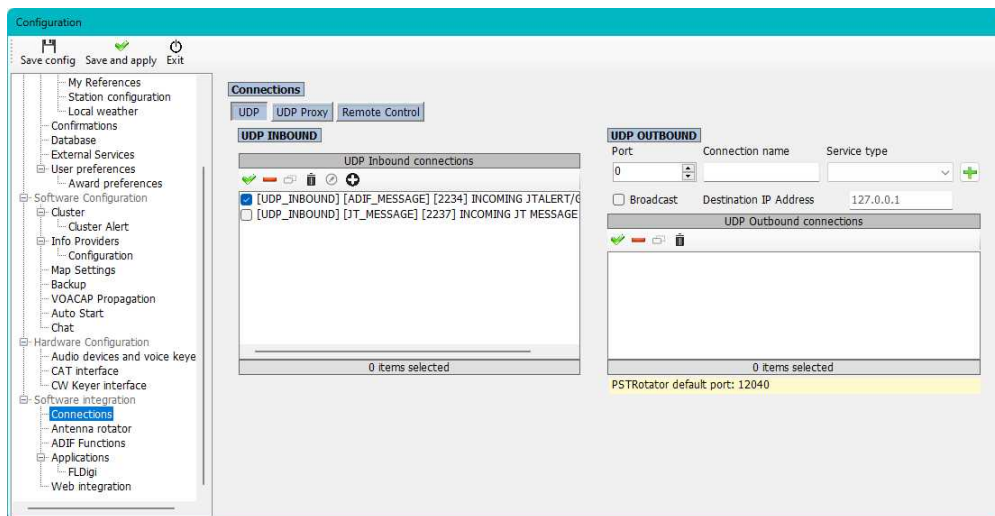 Configuration
Save config Save and apply Exit
My References
Station configuration
Local weather
Confirmations
Database
External Services
User preferences
Award preferences
Software Configuration
Cluster
Cluster Alert
Info Providers
Configuration
Map Settings
Backup
VOACAP Propagation
Auto Start
Chat
Hardware Configuration
Audio devices and voice keye
CAT interface
CW Keyer interface
Software integration
Connections
Antenna rotator
ADIF Functions
Applications
FLDigi
Web integration
Connections
UDP UDP Proxy Remote Control
UDP INBOUND
UDP Inbound connections
[UDP_INBOUND] [ADIF_MESSAGE] [2234] INCOMING JTALERT/G
[UDP_INBOUND] [JT_MESSAGE] [2237] INCOMING JT MESSAGE
0 items selected
UDP OUTBOUND
Port Connection name Service type
0
Broadcast Destination IP Address 127.0.0.1
UDP Outbound connections
0 items selected
PSTRotator default port: 12040